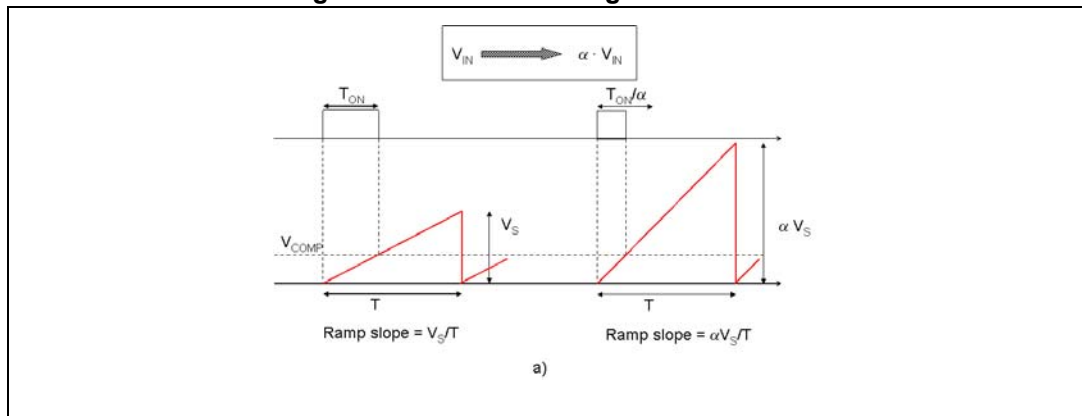 V_IN α · V_IN
T_ON T_ON/α
V_S α V_S
V_COMP
T T
Ramp slope = V_S/T Ramp slope = αV_S/T
a)